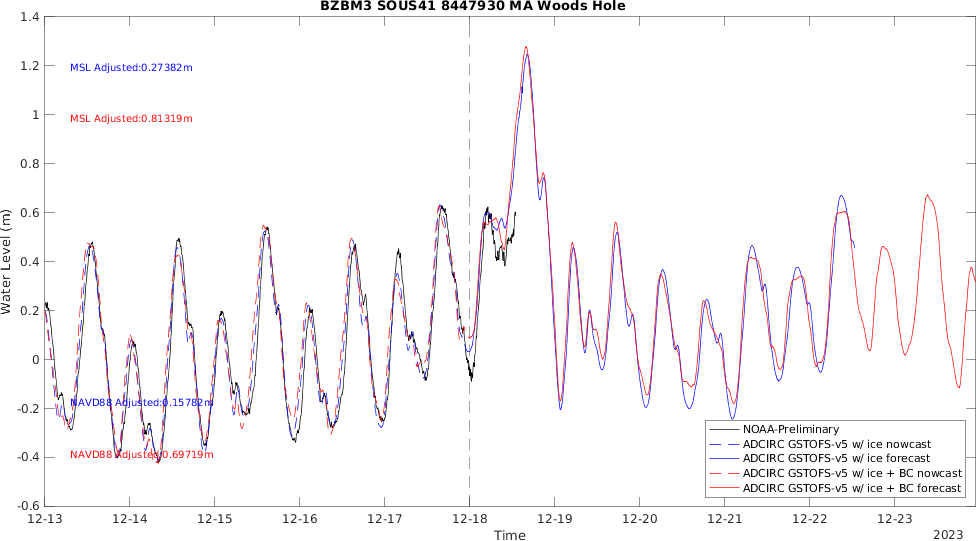 BZBM3 SOUS41 8447930 MA Woods Hole
1.4
1.2
1
0.8
0.6
0.4
0.2
0
-0.2
-0.4
-0.6
Water Level (m)
MSL Adjusted:0.27382m
MSL Adjusted:0.81319m
NAVD88 Adjusted:0.15782m
NAVD88 Adjusted:0.69719m
NOAA-Preliminary
ADCIRC GSTOFS-v5 w/ ice nowcast
ADCIRC GSTOFS-v5 w/ ice forecast
ADCIRC GSTOFS-v5 w/ ice + BC nowcast
ADCIRC GSTOFS-v5 w/ ice + BC forecast
12-13 12-14 12-15 12-16 12-17 12-18 12-19 12-20 12-21 12-22 12-23
Time
2023